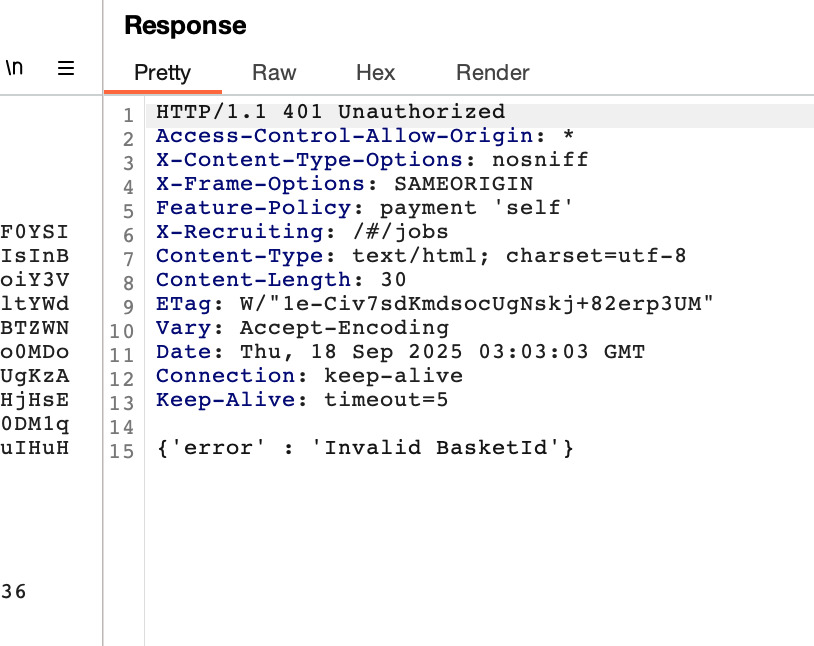 Response
\n
Pretty Raw Hex Render
1 HTTP/1.1 401 Unauthorized
2 Access-Control-Allow-Origin: *
3 X-Content-Type-Options: nosniff
4 X-Frame-Options: SAMEORIGIN
5 Feature-Policy: payment 'self'
6 X-Recruiting: /#/jobs
7 Content-Type: text/html; charset=utf-8
8 Content-Length: 30
9 ETag: W/"1e-Civ7sdKmdsocUgNskj+82erp3UM"
10 Vary: Accept-Encoding
11 Date: Thu, 18 Sep 2025 03:03:03 GMT
12 Connection: keep-alive
13 Keep-Alive: timeout=5
14
15 {'error' : 'Invalid BasketId'}
F0YSI
IsInB
oiY3V
ltYWd
BTZWN
o0MDo
UgKzA
HjHsE
0DM1q
uIHuH
36